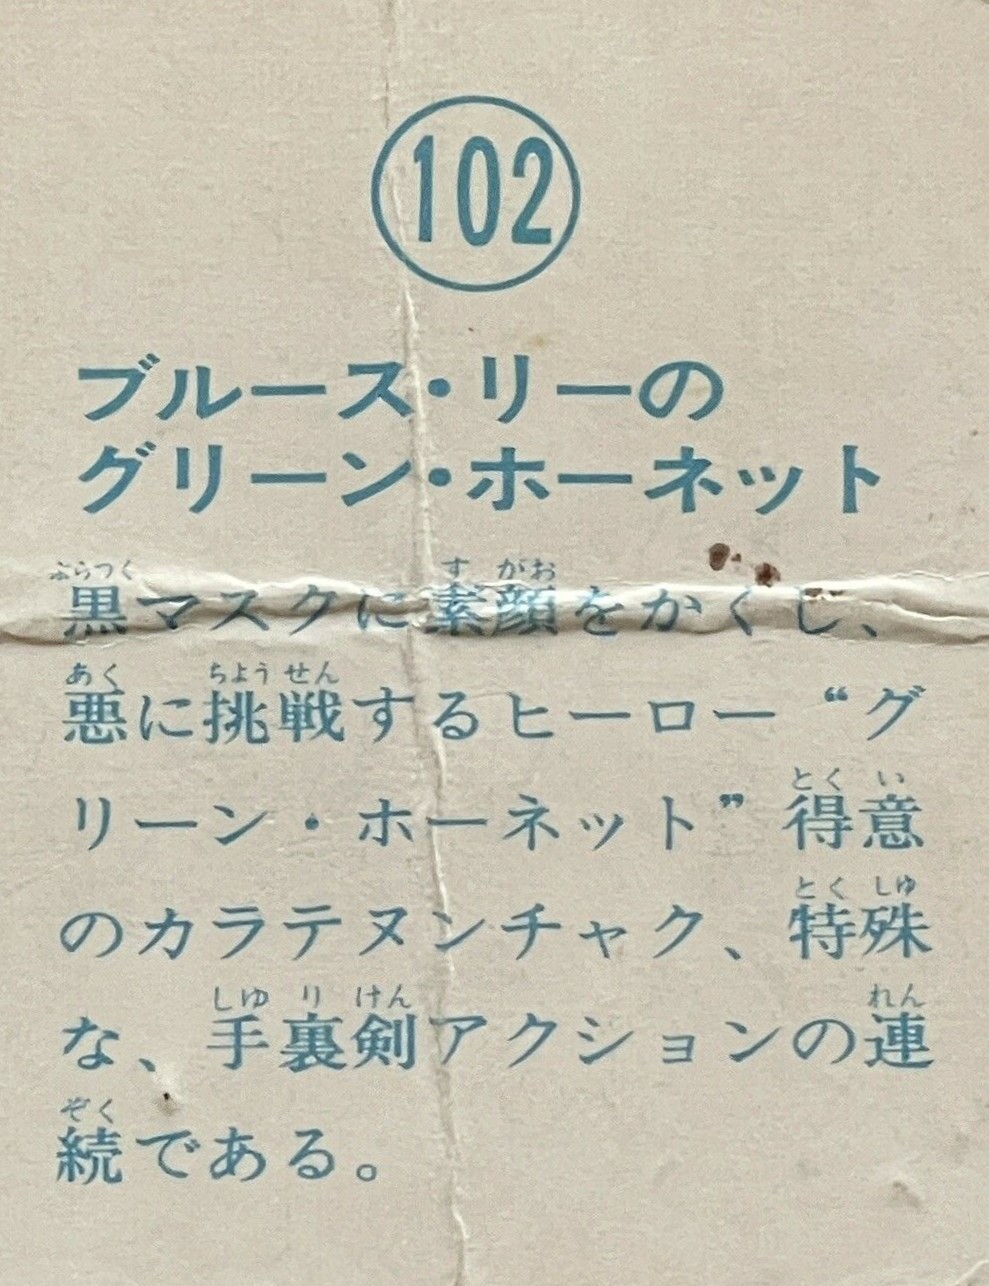 102
ブルース・リーの
グリーン・ホーネット
ぶらつく す がお
黒マスクに素顔をかくし、
あく ちよう せん
悪に挑戦するヒーロー“グ
とく い
リーン・ホーネット”得意
とく しゆ
のカラテヌンチャク、特殊
しゆ り けん れん
な、手裏剣アクションの連
ぞく
続である。